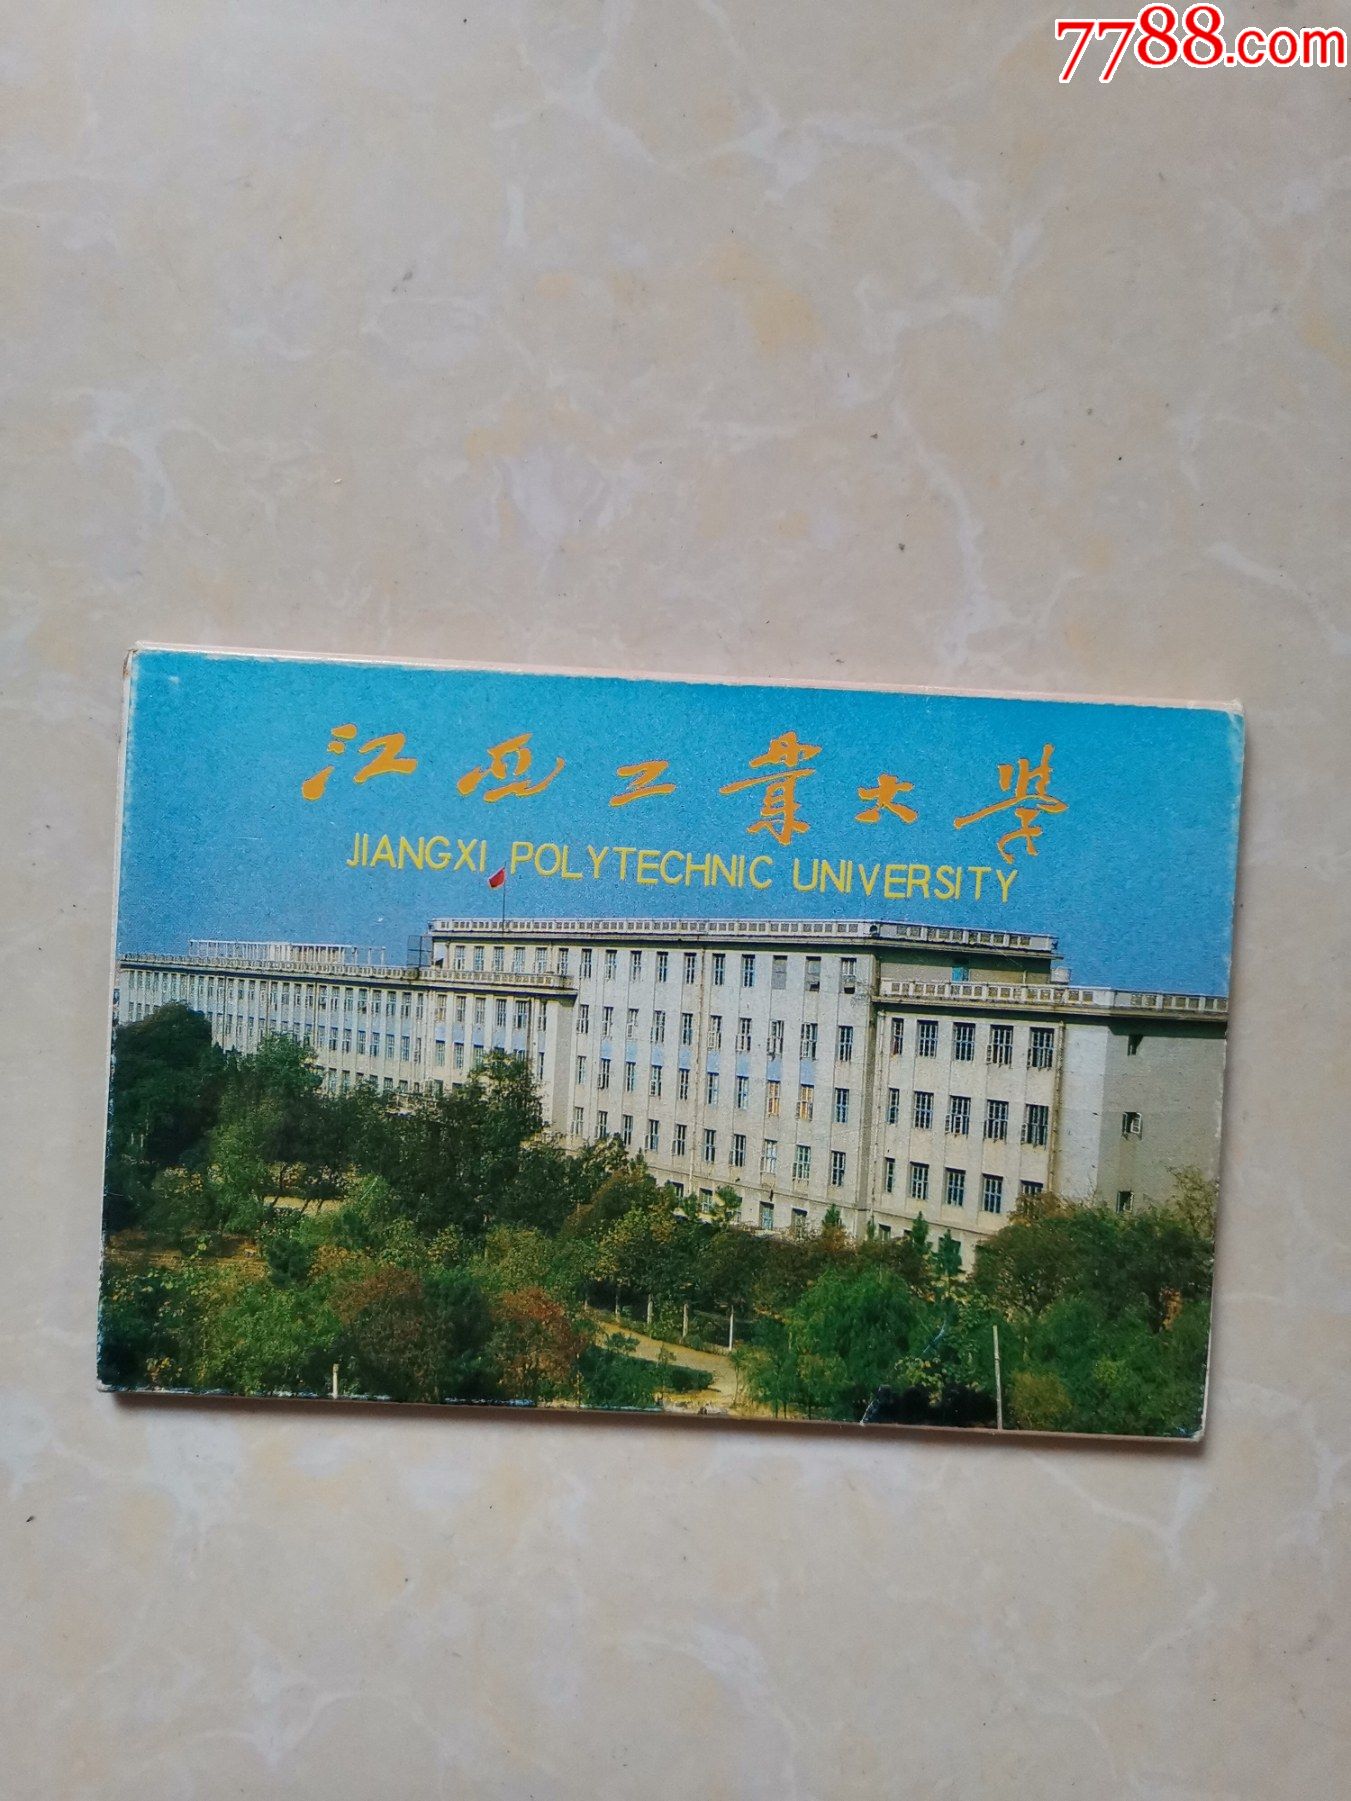 7788.com
江西工業大學
JIANGXI POLYTECHNIC UNIVERSITY